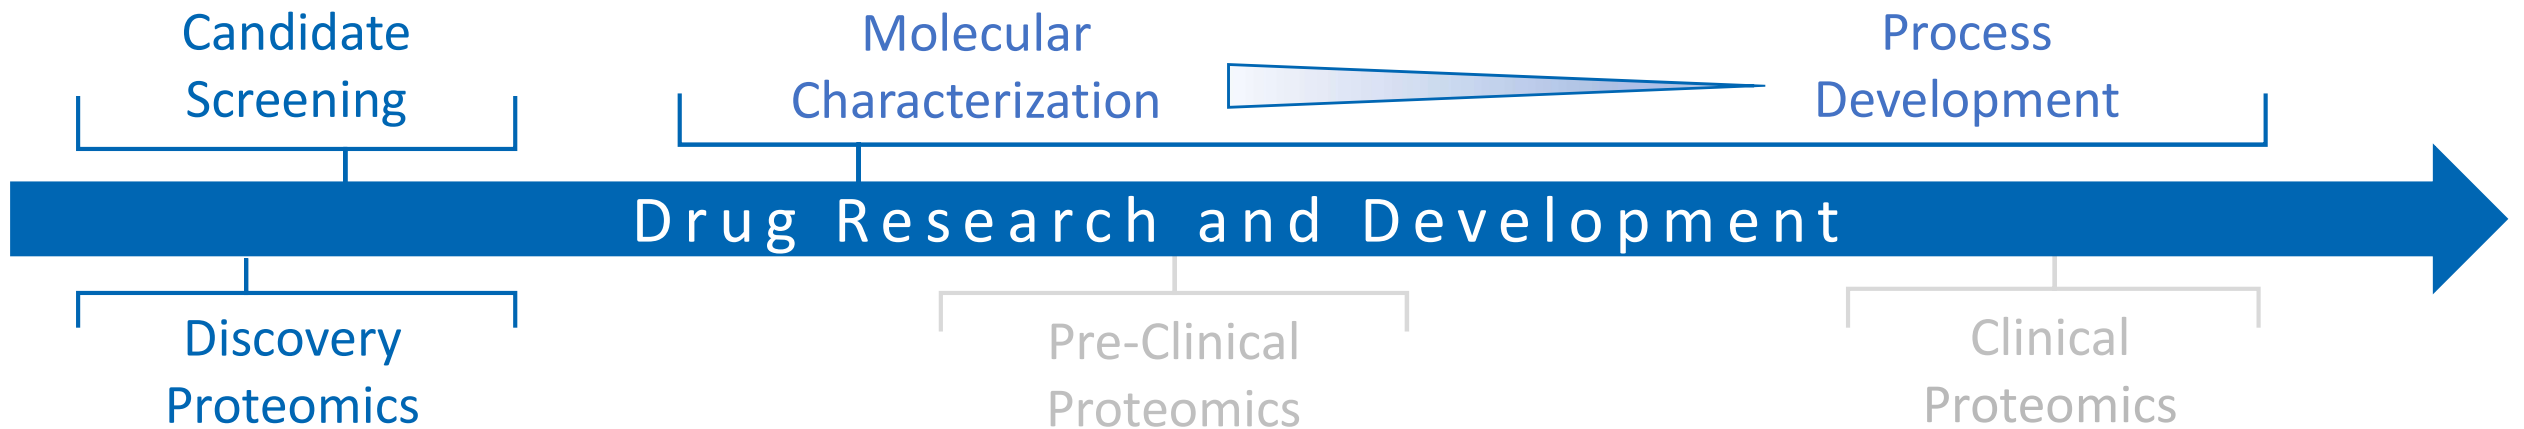 Candidate
Screening
Molecular
Characterization
Process
Development
Drug Research and Development
Discovery
Proteomics
Pre-Clinical
Proteomics
Clinical
Proteomics